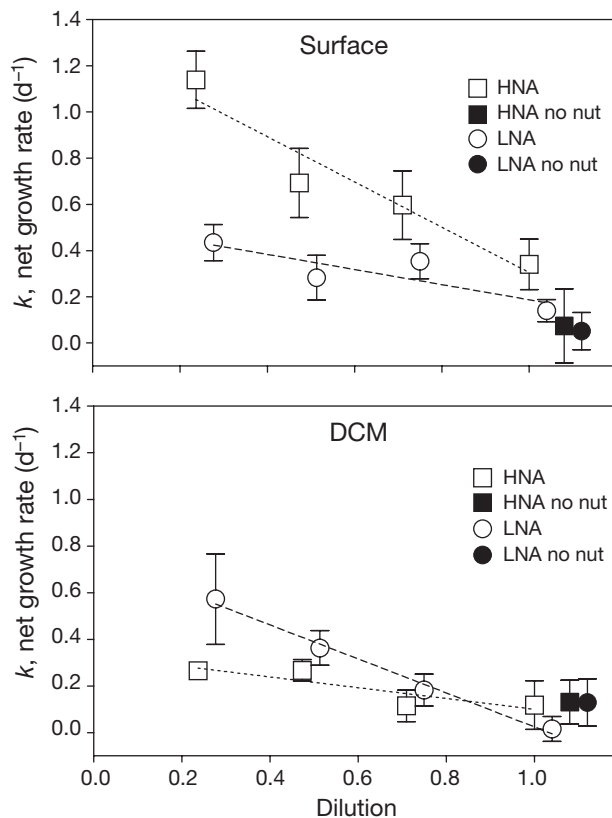 Surface
k, net growth rate (d⁻¹)
1.4
1.2
1.0
0.8
0.6
0.4
0.2
0.0
HNA
HNA no nut
LNA
LNA no nut
DCM
k, net growth rate (d⁻¹)
1.4
1.2
1.0
0.8
0.6
0.4
0.2
0.0
HNA
HNA no nut
LNA
LNA no nut
0.0 0.2 0.4 0.6 0.8 1.0
Dilution